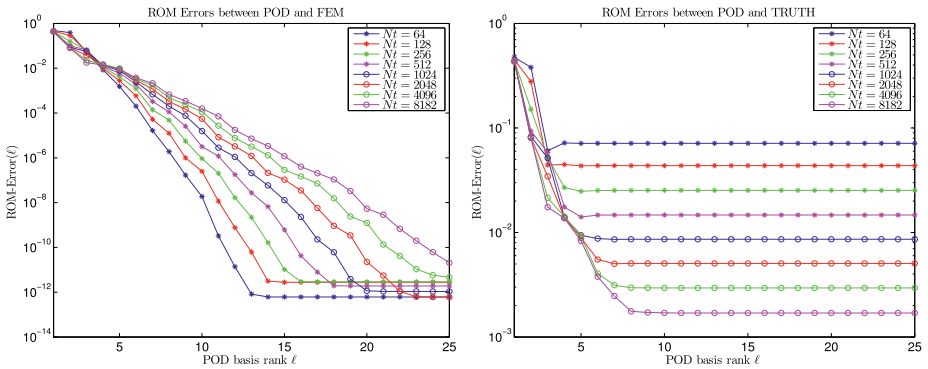 ROM Errors between POD and FEM
10^0
10^{-2}
10^{-4}
10^{-6}
10^{-8}
10^{-10}
10^{-12}
10^{-14}
ROM-Error(ℓ)
5
10
15
20
25
POD basis rank ℓ
Nt = 64
Nt = 128
Nt = 256
Nt = 512
Nt = 1024
Nt = 2048
Nt = 4096
Nt = 8182
ROM Errors between POD and TRUTH
10^0
10^{-1}
10^{-2}
10^{-3}
ROM-Error(ℓ)
5
10
15
20
25
POD basis rank ℓ
Nt = 64
Nt = 128
Nt = 256
Nt = 512
Nt = 1024
Nt = 2048
Nt = 4096
Nt = 8182